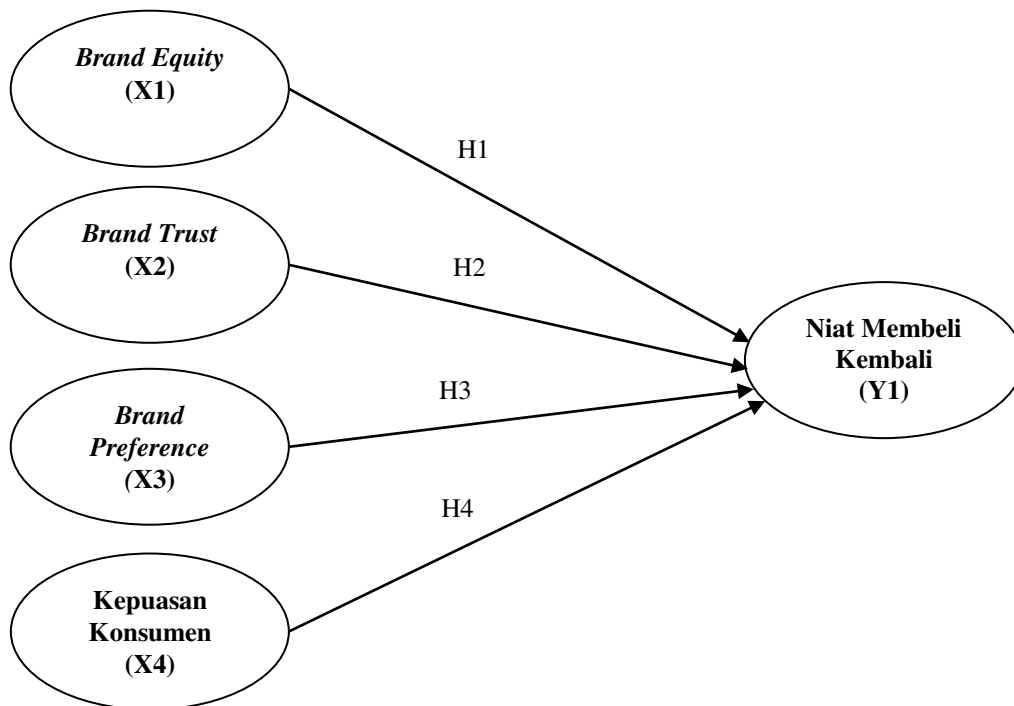 Brand Equity
(X1)
H1
Brand Trust
(X2)
H2
Niat Membeli
Kembali
(Y1)
Brand
Preference
(X3)
H3
H4
Kepuasan
Konsumen
(X4)